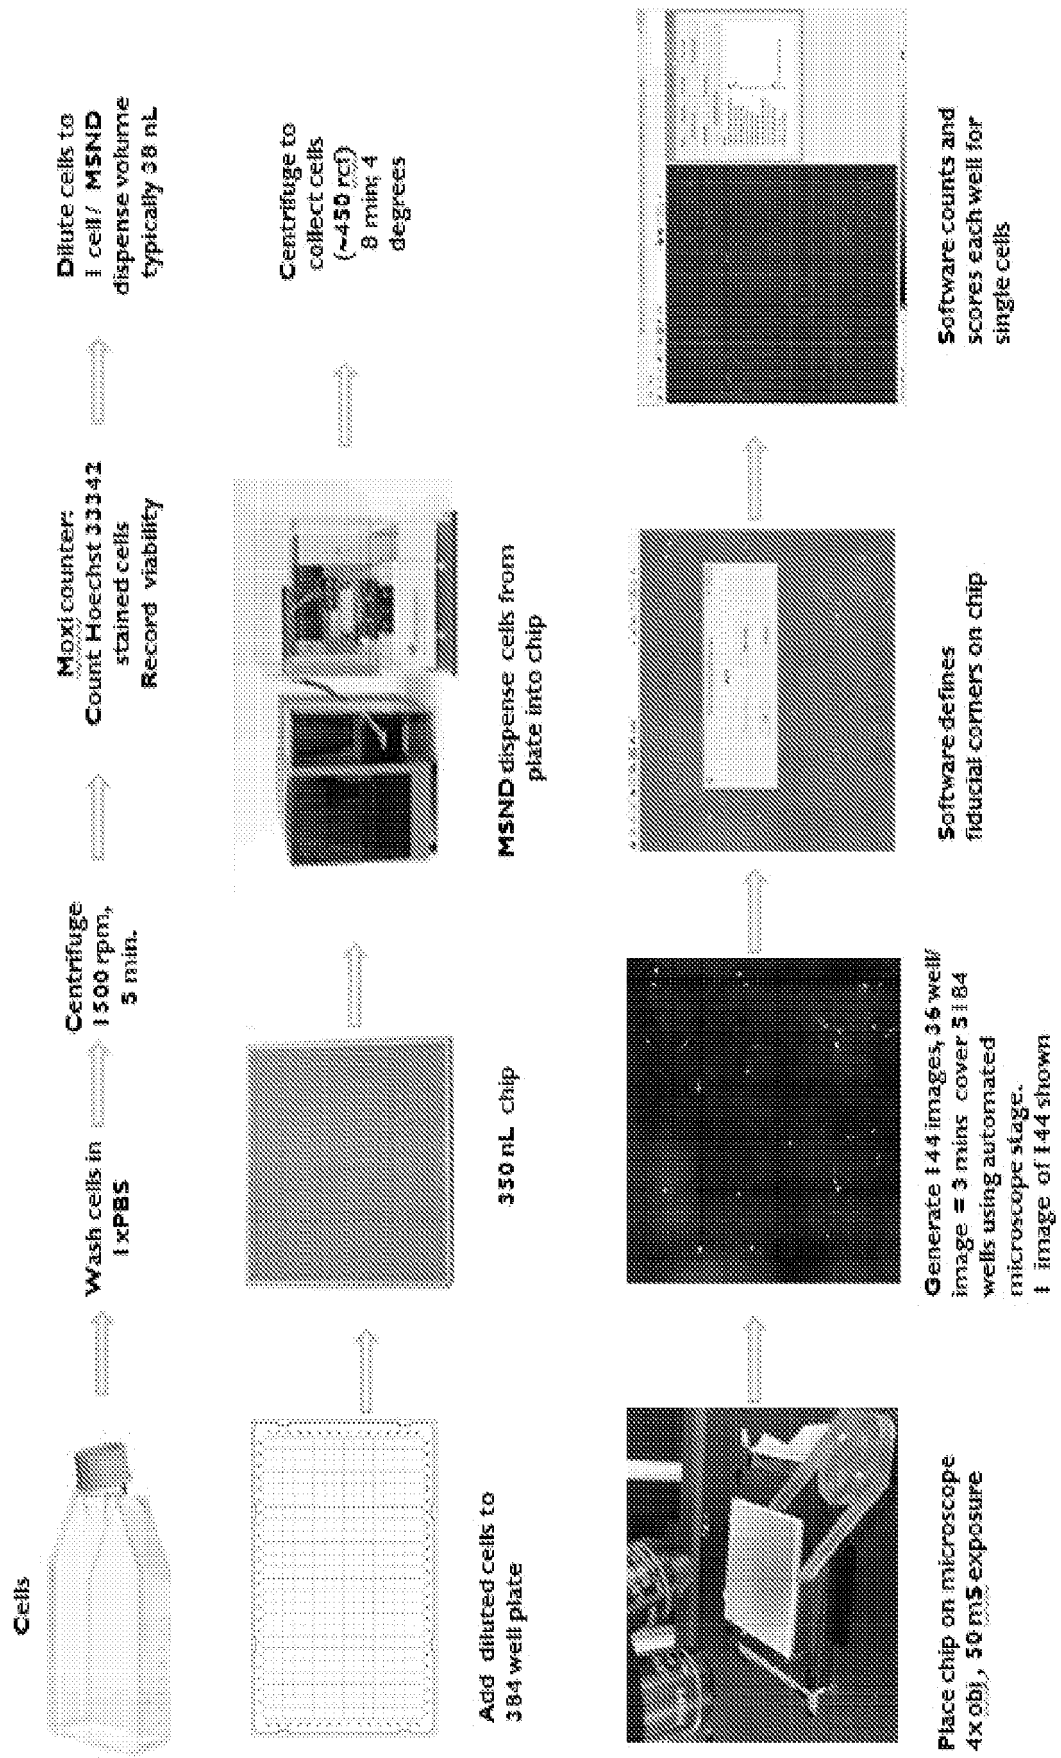 Cells
Wash cells in
1xPBS
Centrifuge
1500 rpm,
5 min.
Moxi counter:
Count Hoechst 33342
stained cells
Record viability
Dilute cells to
1 cell/ MSND
dispense volume
typically 38 nL
Add diluted cells to
384 well plate
350 nL chip
MSND dispense cells from
plate into chip
Centrifuge to
collect cells
(~450 rcf)
8 min; 4
degrees
Place chip on microscope
4x obj, 50 mS exposure
Generate 144 images, 36 well/
image = 3 mins cover 5184
wells using automated
microscope stage.
1 image of 144 shown
Software defines
fiducial corners on chip
Software counts and
scores each well for
single cells